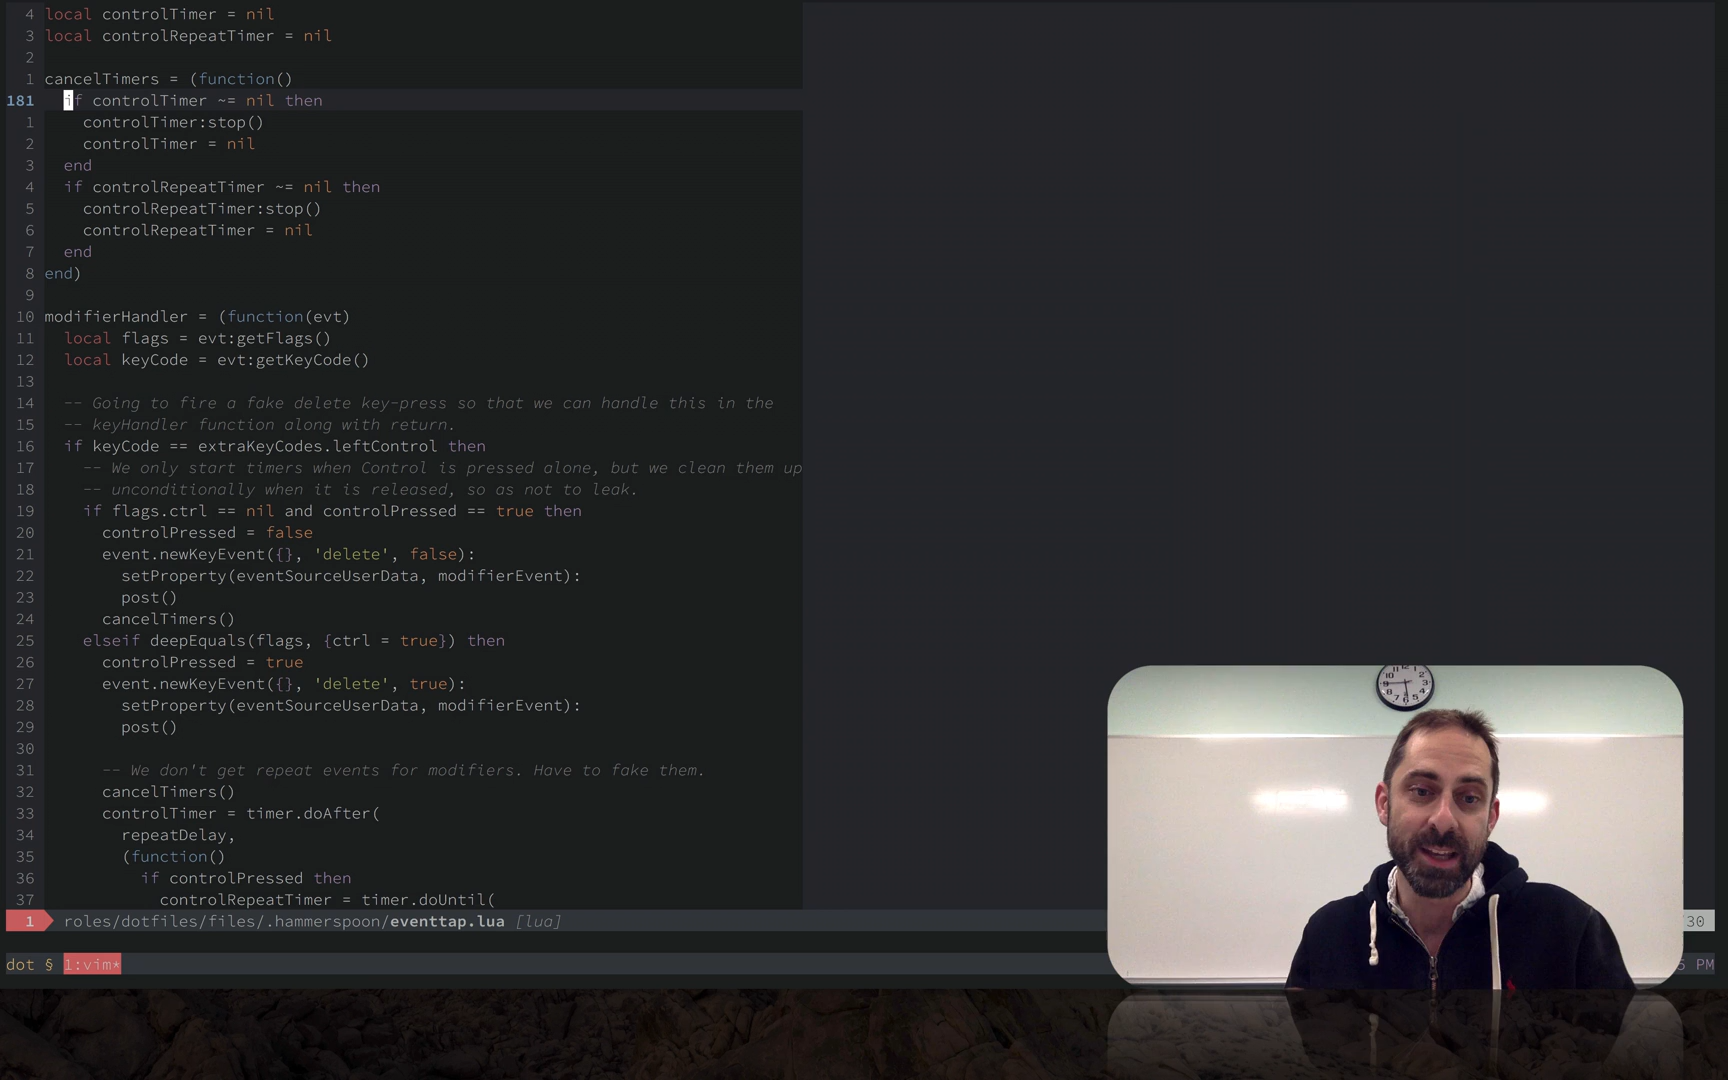 4 local controlTimer = nil
3 local controlRepeatTimer = nil
2
1 cancelTimers = (function()
181 if controlTimer ~= nil then
1 controlTimer:stop()
2 controlTimer = nil
3 end
4 if controlRepeatTimer ~= nil then
5 controlRepeatTimer:stop()
6 controlRepeatTimer = nil
7 end
8 end)
9
10 modifierHandler = (function(evt)
11 local flags = evt:getFlags()
12 local keyCode = evt:getKeyCode()
13
14 -- Going to fire a fake delete key-press so that we can handle this in the
15 -- keyHandler function along with return.
16 if keyCode == extraKeyCodes.leftControl then
17 -- We only start timers when Control is pressed alone, but we clean them up
18 -- unconditionally when it is released, so as not to leak.
19 if flags.ctrl == nil and controlPressed == true then
20 controlPressed = false
21 event.newKeyEvent({}, 'delete', false):
22 setProperty(eventSourceUserData, modifierEvent):
23 post()
24 cancelTimers()
25 elseif deepEquals(flags, {ctrl = true}) then
26 controlPressed = true
27 event.newKeyEvent({}, 'delete', true):
28 setProperty(eventSourceUserData, modifierEvent):
29 post()
30
31 -- We don't get repeat events for modifiers. Have to fake them.
32 cancelTimers()
33 controlTimer = timer.doAfter(
34 repeatDelay,
35 (function()
36 if controlPressed then
37 controlRepeatTimer = timer.doUntil(
1 roles/dotfiles/files/.hammerspoon/eventtap.lua [lua] 30
dot § 1:vim* PM